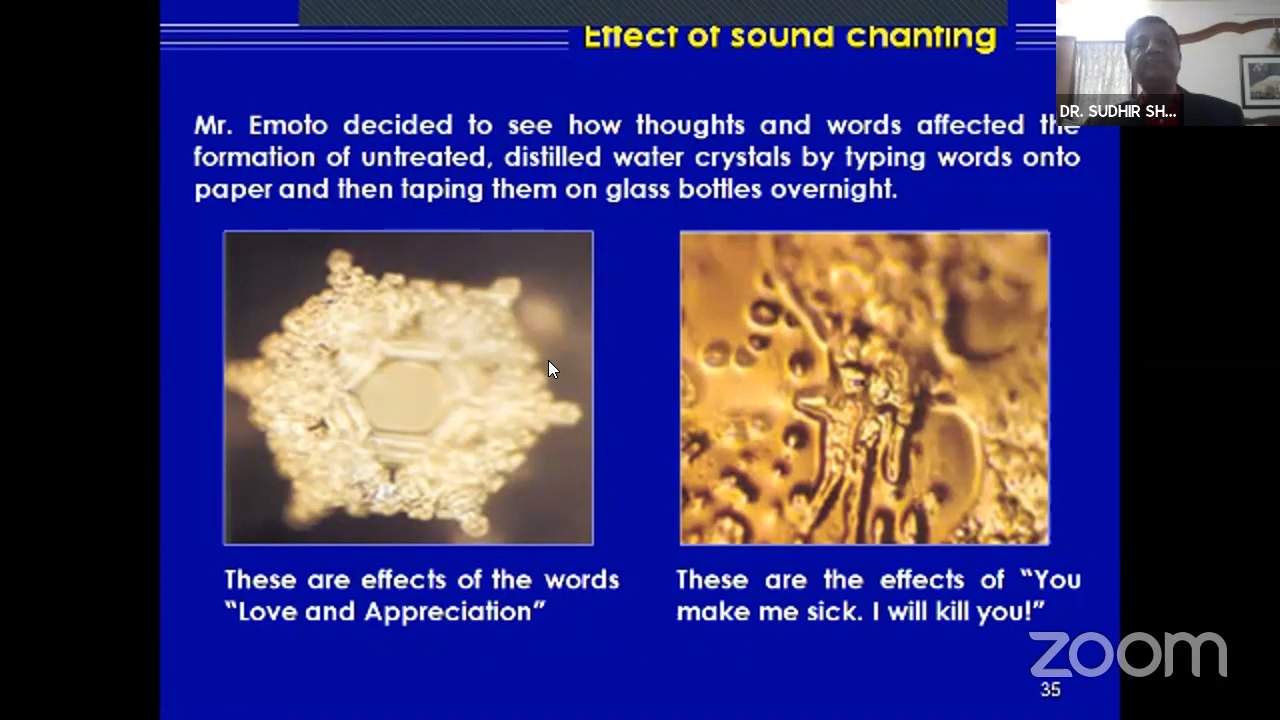 Effect of sound chanting
DR. SUDHIR SH...
Mr. Emoto decided to see how thoughts and words affected the
formation of untreated, distilled water crystals by typing words onto
paper and then taping them on glass bottles overnight.
These are effects of the words
“Love and Appreciation”
These are the effects of “You
make me sick. I will kill you!”
zoom
35